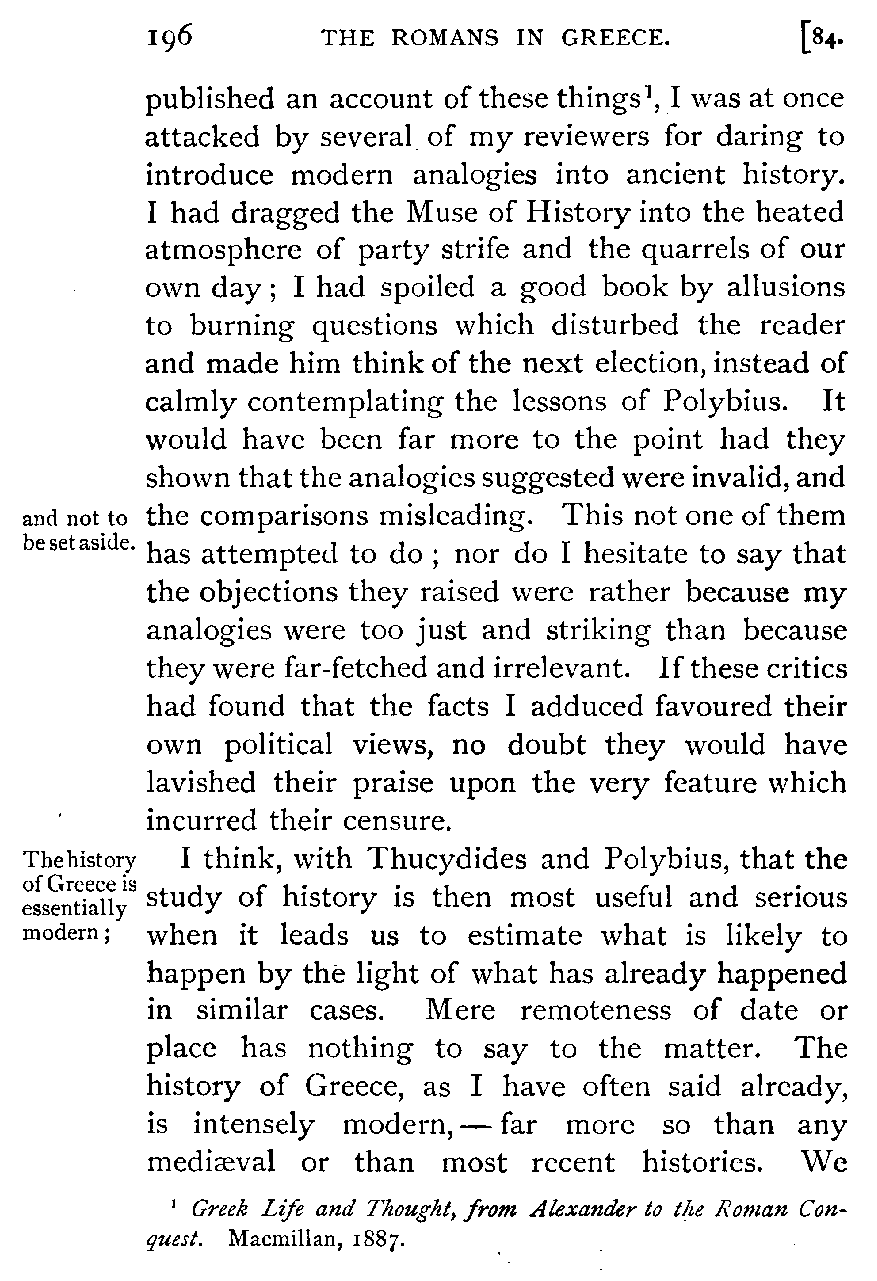 196 THE ROMANS IN GREECE. [84.
published an account of these things¹, I was at once
attacked by several of my reviewers for daring to
introduce modern analogies into ancient history.
I had dragged the Muse of History into the heated
atmosphere of party strife and the quarrels of our
own day ; I had spoiled a good book by allusions
to burning questions which disturbed the reader
and made him think of the next election, instead of
calmly contemplating the lessons of Polybius. It
would have been far more to the point had they
shown that the analogies suggested were invalid, and
and not to
be set aside.
the comparisons misleading. This not one of them
has attempted to do ; nor do I hesitate to say that
the objections they raised were rather because my
analogies were too just and striking than because
they were far-fetched and irrelevant. If these critics
had found that the facts I adduced favoured their
own political views, no doubt they would have
lavished their praise upon the very feature which
incurred their censure.
The history
of Greece is
essentially
modern ;
I think, with Thucydides and Polybius, that the
study of history is then most useful and serious
when it leads us to estimate what is likely to
happen by the light of what has already happened
in similar cases. Mere remoteness of date or
place has nothing to say to the matter. The
history of Greece, as I have often said already,
is intensely modern,— far more so than any
mediæval or than most recent histories. We
¹ Greek Life and Thought, from Alexander to the Roman Con-
quest. Macmillan, 1887.